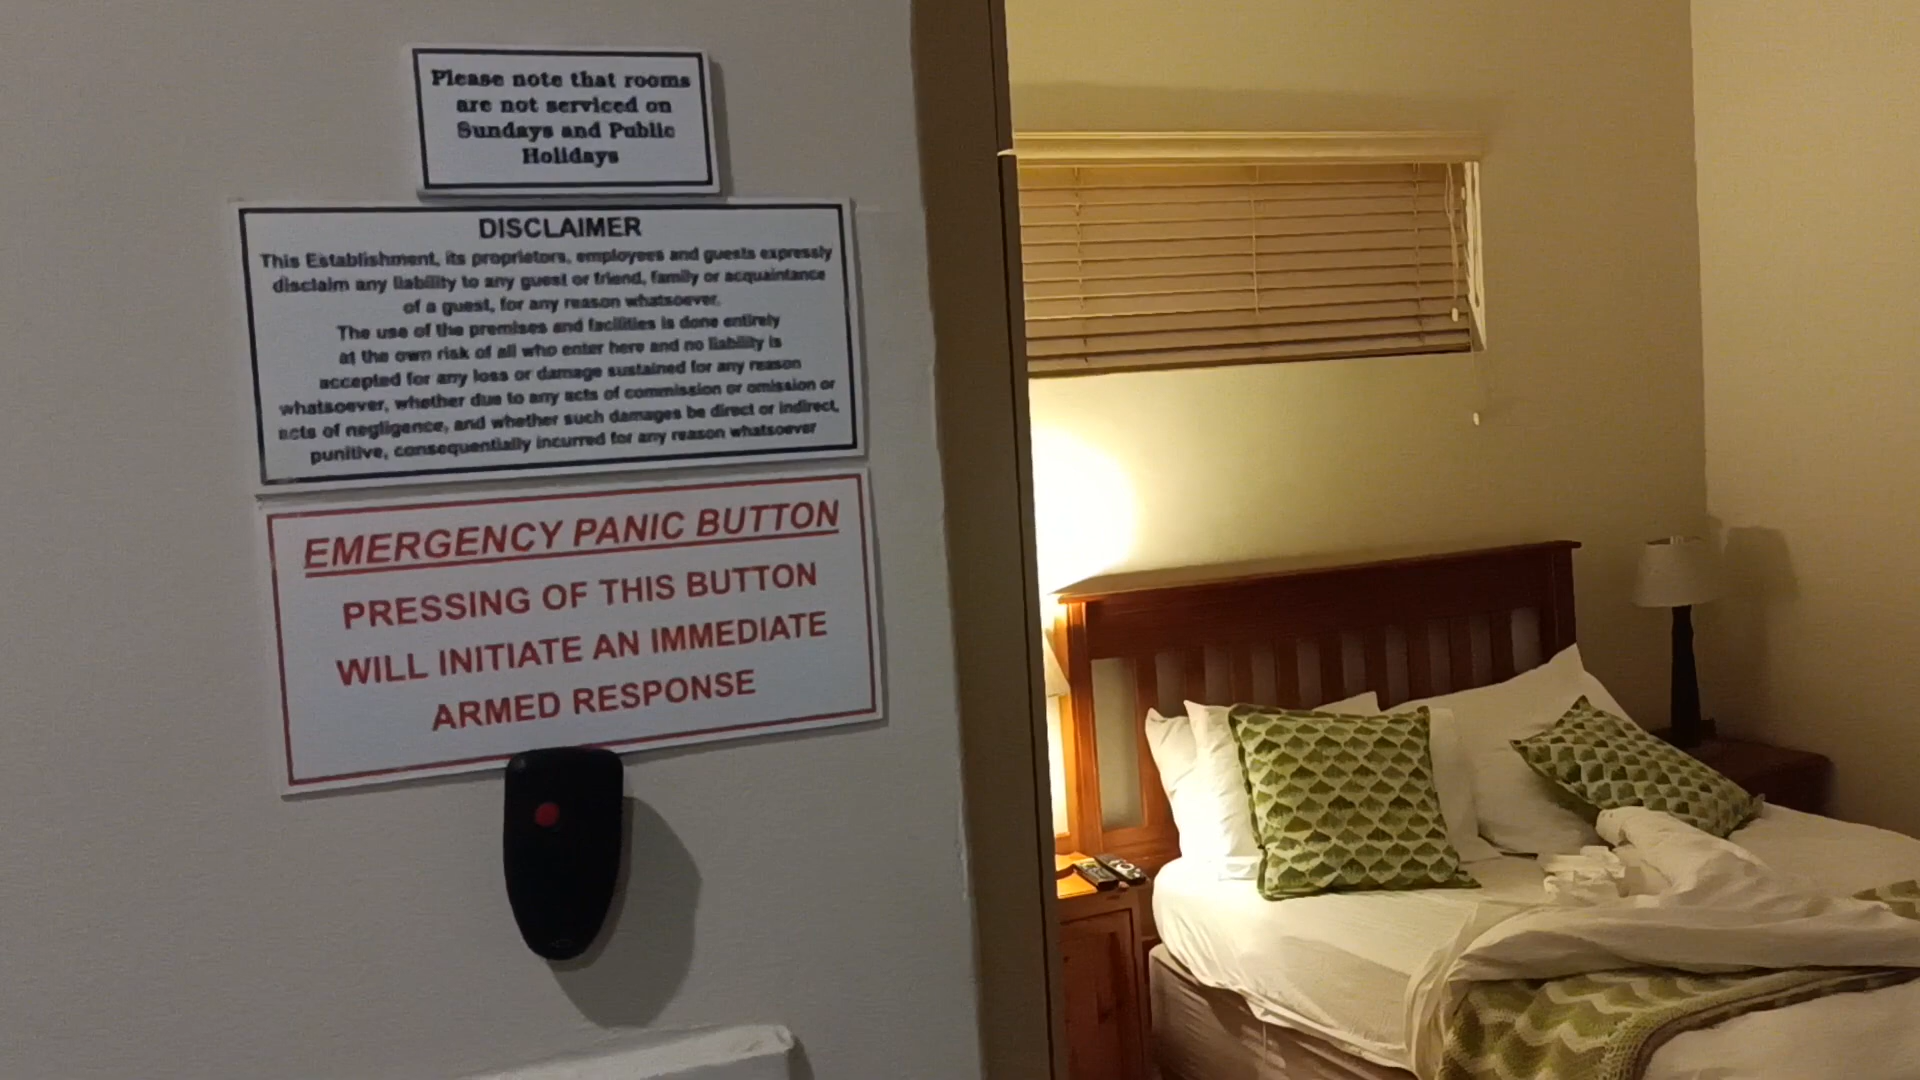 Please note that rooms
are not serviced on
Sundays and Public
Holidays
DISCLAIMER
This Establishment, its proprietors, employees and guests expressly
disclaim any liability to any guest or friend, family or acquaintance
of a guest, for any reason whatsoever.
The use of the premises and facilities is done entirely
at the own risk of all who enter here and no liability is
accepted for any loss or damage sustained for any reason
whatsoever, whether due to any acts of commission or omission or
acts of negligence, and whether such damages be direct or indirect,
punitive, consequentially incurred for any reason whatsoever
EMERGENCY PANIC BUTTON
PRESSING OF THIS BUTTON
WILL INITIATE AN IMMEDIATE
ARMED RESPONSE